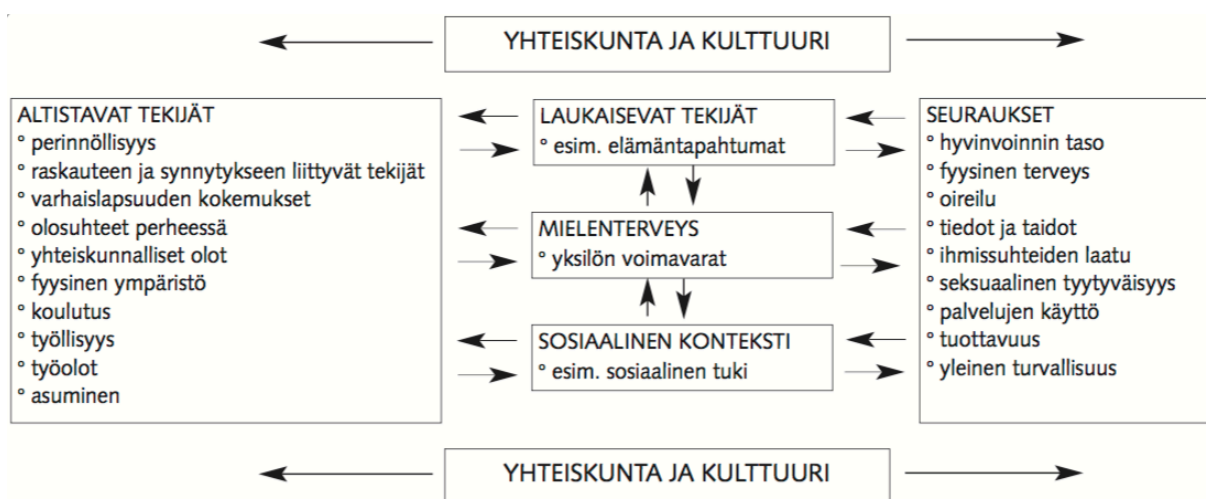 YHTEISKUNTA JA KULTTUURI
ALTISTAVAT TEKIJÄT
° perinnöllisyys
° raskauteen ja synnytykseen liittyvät tekijät
° varhaislapsuuden kokemukset
° olosuhteet perheessä
° yhteiskunnalliset olot
° fyysinen ympäristö
° koulutus
° työllisyys
° työolot
° asuminen
LAUKAISEVAT TEKIJÄT
° esim. elämäntapahtumat
MIELENTERVEYS
° yksilön voimavarat
SOSIAALINEN KONTEKSTI
° esim. sosiaalinen tuki
SEURAUKSET
° hyvinvoinnin taso
° fyysinen terveys
° oireilu
° tiedot ja taidot
° ihmissuhteiden laatu
° seksuaalinen tyytyväisyys
° palvelujen käyttö
° tuottavuus
° yleinen turvallisuus
YHTEISKUNTA JA KULTTUURI